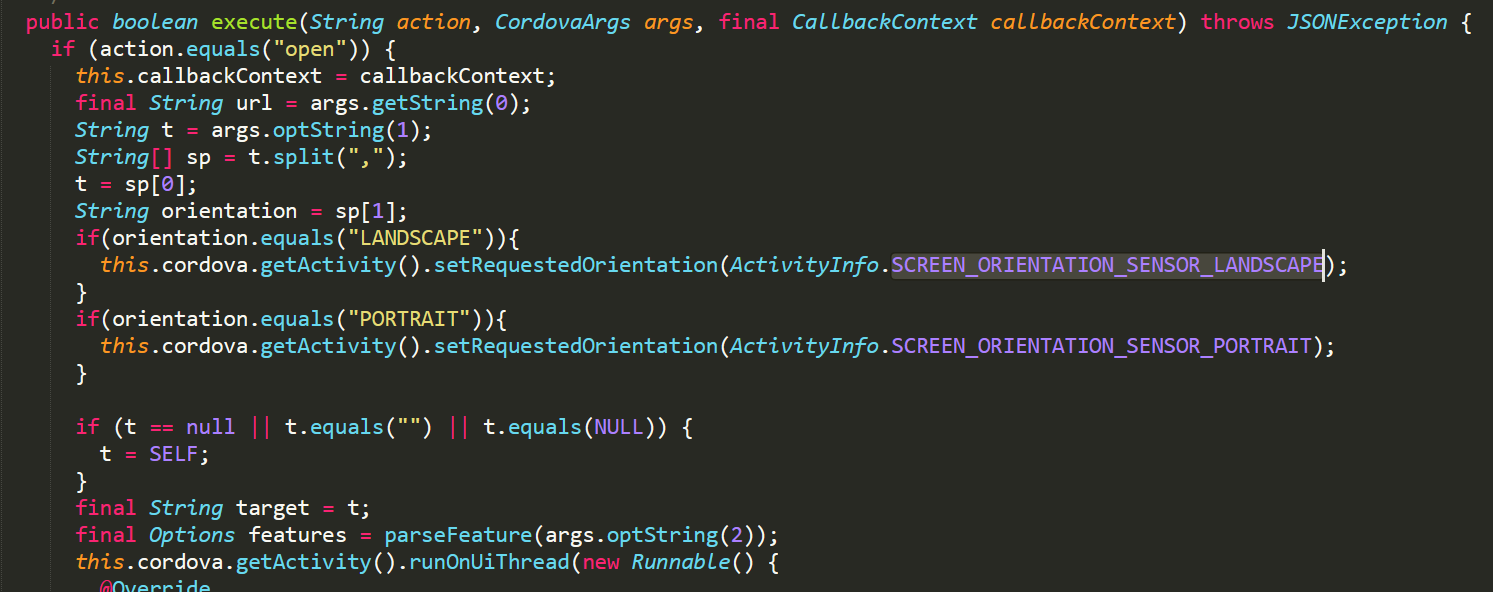 public boolean execute(String action, CordovaArgs args, final CallbackContext callbackContext) throws JSONException {
if (action.equals("open")) {
this.callbackContext = callbackContext;
final String url = args.getString(0);
String t = args.optString(1);
String[] sp = t.split(",");
t = sp[0];
String orientation = sp[1];
if(orientation.equals("LANDSCAPE")){
this.cordova.getActivity().setRequestedOrientation(ActivityInfo.SCREEN_ORIENTATION_SENSOR_LANDSCAPE);
}
if(orientation.equals("PORTRAIT")){
this.cordova.getActivity().setRequestedOrientation(ActivityInfo.SCREEN_ORIENTATION_SENSOR_PORTRAIT);
}
if (t == null || t.equals("") || t.equals(NULL)) {
t = SELF;
}
final String target = t;
final Options features = parseFeature(args.optString(2));
this.cordova.getActivity().runOnUiThread(new Runnable() {
@Override